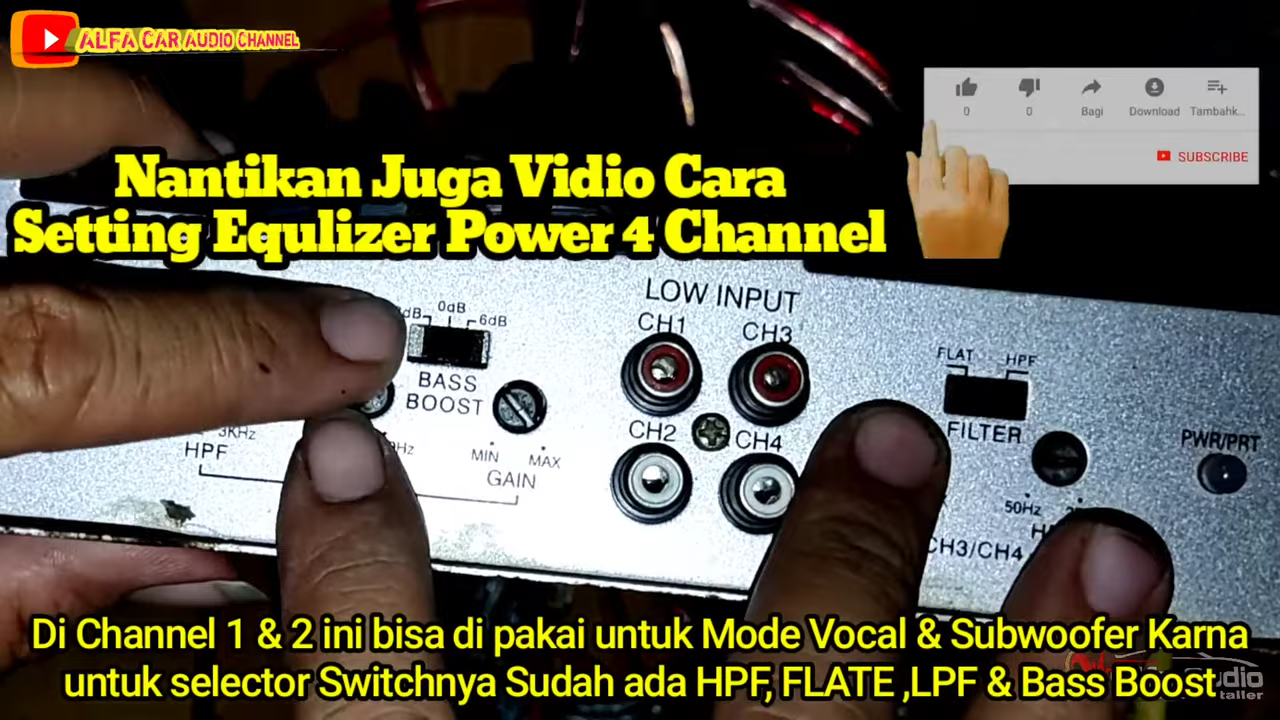 ALFA CAR AUDIO CHANNEL
0
0
Bagi
Download
Tambahk...
SUBSCRIBE
Nantikan Juga Vidio Cara
Setting Equlizer Power 4 Channel
LOW INPUT
0dB
6dB
CH1
CH3
FLAT
HPF
BASS
BOOST
CH2
CH4
FILTER
PWR/PRT
3KHz
HPF
MIN
MAX
GAIN
50Hz
CH3/CH4
Di Channel 1 & 2 ini bisa di pakai untuk Mode Vocal & Subwoofer Karna
untuk selector Switchnya Sudah ada HPF, FLATE ,LPF & Bass Boost